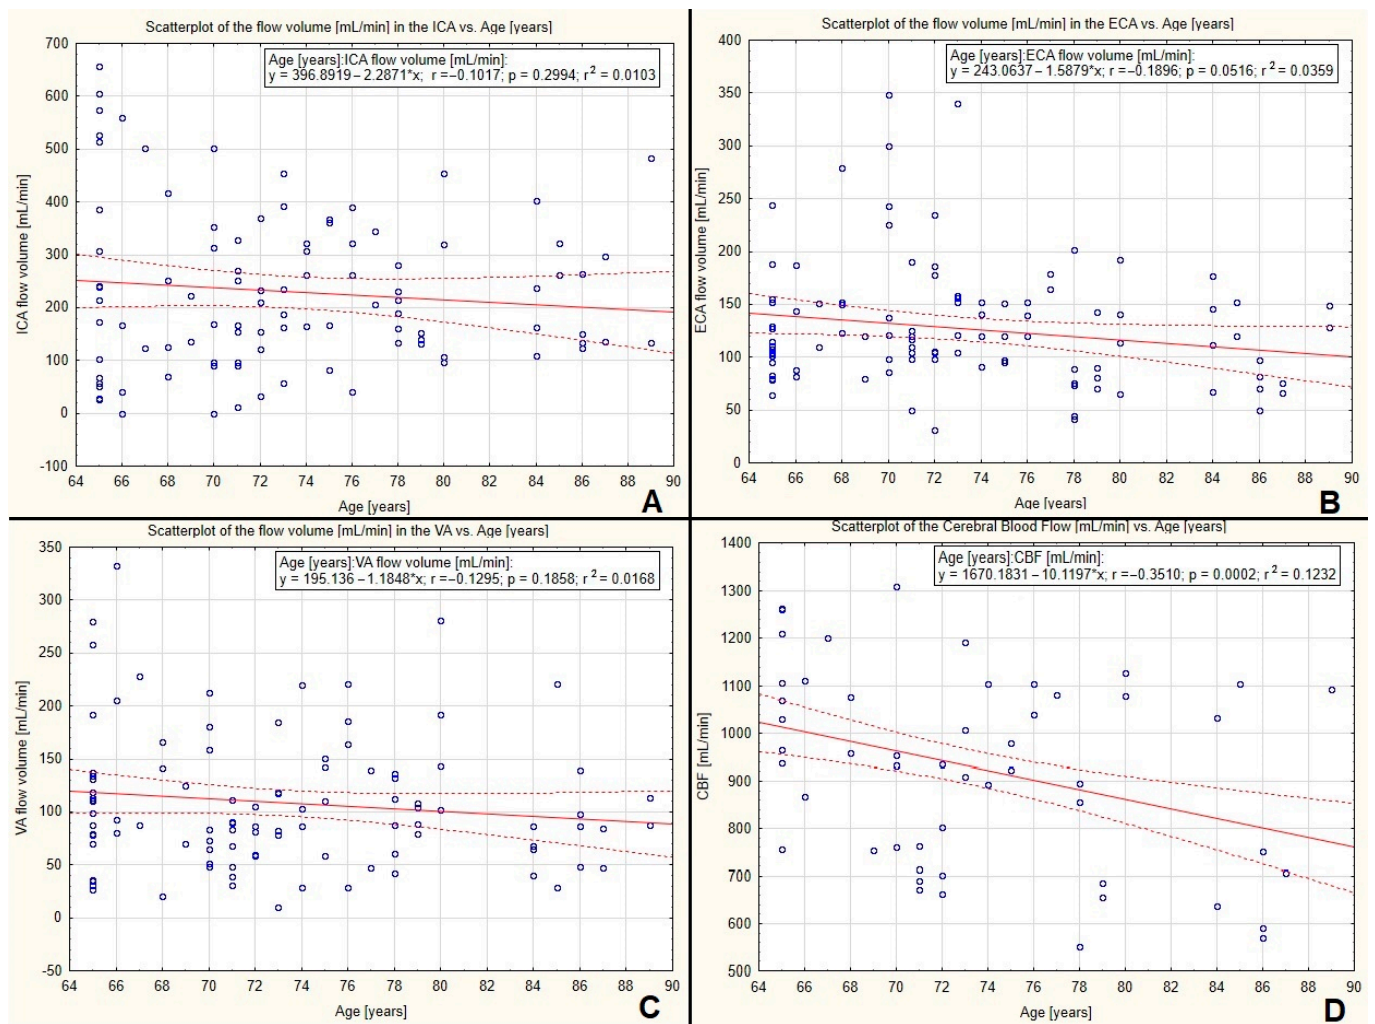 Scatterplot of the flow volume [mL/min] in the ICA vs. Age [years]
Age [years]:ICA flow volume [mL/min]:
y = 396.8919 – 2.2871*x; r = –0.1017; p = 0.2994; r² = 0.0103
ICA flow volume [mL/min]
700
600
500
400
300
200
100
0
-100
64 66 68 70 72 74 76 78 80 82 84 86 88 90
Age [years]
A
Scatterplot of the flow volume [mL/min] in the ECA vs. Age [years]
Age [years]:ECA flow volume [mL/min]:
y = 243.0637 – 1.5879*x; r = –0.1896; p = 0.0516; r² = 0.0359
ECA flow volume [mL/min]
400
350
300
250
200
150
100
50
0
64 66 68 70 72 74 76 78 80 82 84 86 88 90
Age [years]
B
Scatterplot of the flow volume [mL/min] in the VA vs. Age [years]
Age [years]:VA flow volume [mL/min]:
y = 195.136 – 1.1848*x; r = –0.1295; p = 0.1858; r² = 0.0168
VA flow volume [mL/min]
350
300
250
200
150
100
50
0
-50
64 66 68 70 72 74 76 78 80 82 84 86 88 90
Age [years]
C
Scatterplot of the Cerebral Blood Flow [mL/min] vs. Age [years]
Age [years]:CBF [mL/min]:
y = 1670.1831 – 10.1197*x; r = –0.3510; p = 0.0002; r² = 0.1232
CBF [mL/min]
1400
1300
1200
1100
1000
900
800
700
600
500
64 66 68 70 72 74 76 78 80 82 84 86 88 90
Age [years]
D